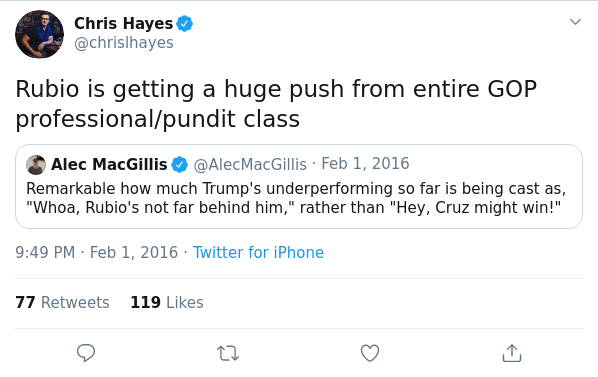 Chris Hayes
@chrislhayes
Rubio is getting a huge push from entire GOP
professional/pundit class
Alec MacGillis @AlecMacGillis · Feb 1, 2016
Remarkable how much Trump's underperforming so far is being cast as,
"Whoa, Rubio's not far behind him," rather than "Hey, Cruz might win!"
9:49 PM · Feb 1, 2016 · Twitter for iPhone
77 Retweets 119 Likes